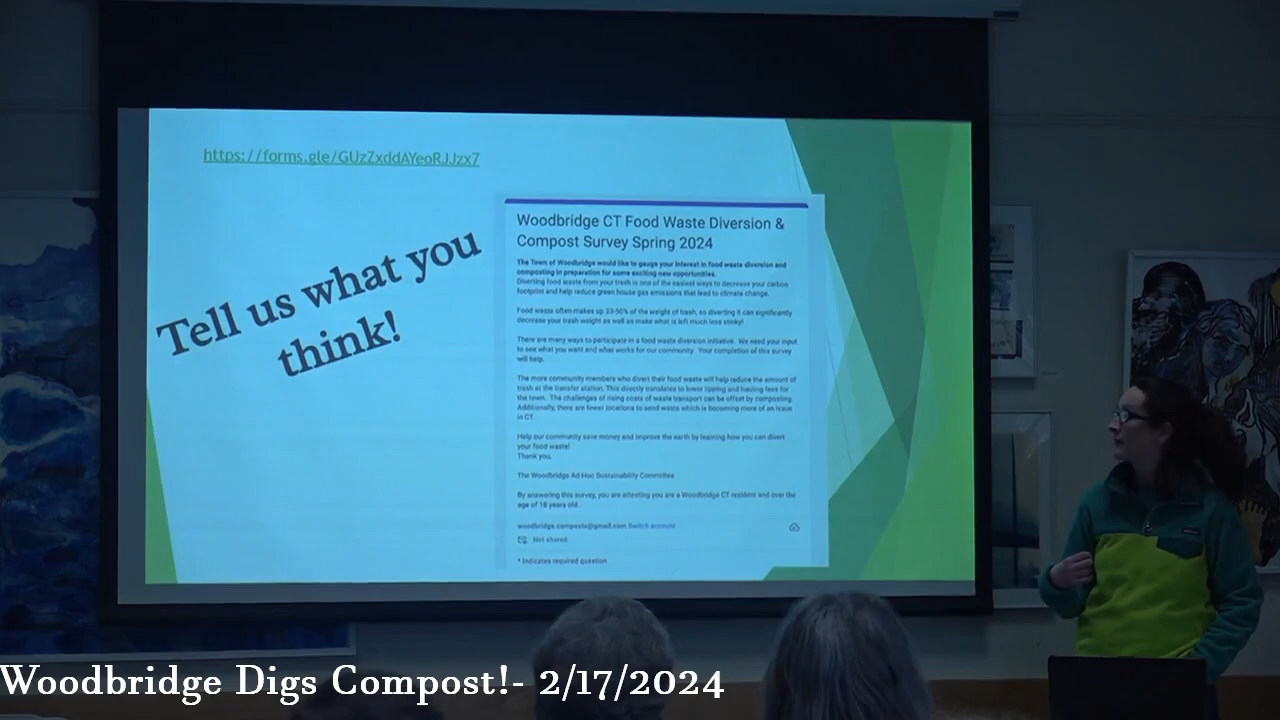 https://forms.gle/GUzZxddAYeoRJJzx7
Tell us what you
think!
Woodbridge CT Food Waste Diversion &
Compost Survey Spring 2024
The Town of Woodbridge would like to gauge your interest in food waste diversion and
composting in preparation for some exciting new opportunities.
Diverting food waste from your trash is one of the easiest ways to decrease your carbon
footprint and help reduce green house gas emissions that lead to climate change.
Food waste often makes up 33-50% of the weight of trash, so diverting it can significantly
decrease your trash weight as well as make what is left much less stinky!
There are many ways to participate in a food waste diversion initiative. We need your input
to see what you want and what works for our community. Your completion of this survey
will help.
The more community members who divert their food waste will help reduce the amount of
trash at the transfer station. This directly translates to lower tipping and hauling fees for
the town. The challenges of rising costs of waste transport can be offset by composting.
Additionally, there are fewer locations to send waste which is becoming more of an issue
in CT.
Help our community save money and improve the earth by learning how you can divert
your food waste!
Thank you,
The Woodbridge Ad Hoc Sustainability Committee
By answering this survey, you are attesting you are a Woodbridge CT resident and over the
age of 18 years old.
woodbridge.composts@gmail.com Switch account
Not shared
* Indicates required question
Woodbridge Digs Compost!- 2/17/2024